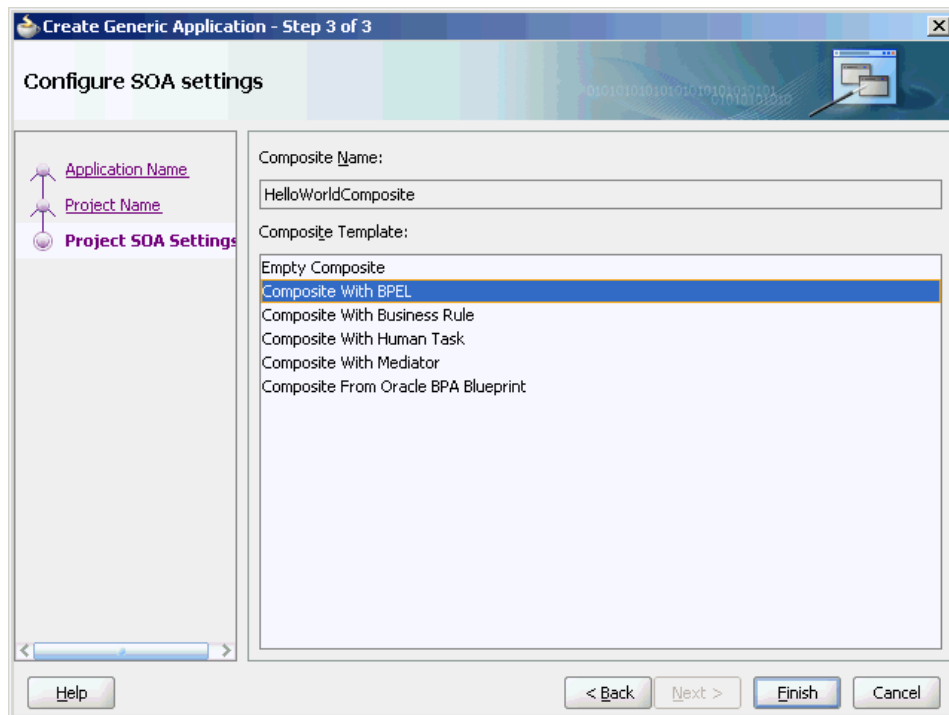 Create Generic Application - Step 3 of 3
Configure SOA settings
Application Name
Project Name
Project SOA Settings
Composite Name:
HelloWorldComposite
Composite Template:
Empty Composite
Composite With BPEL
Composite With Business Rule
Composite With Human Task
Composite With Mediator
Composite From Oracle BPA Blueprint
Help
< Back
Next >
Finish
Cancel